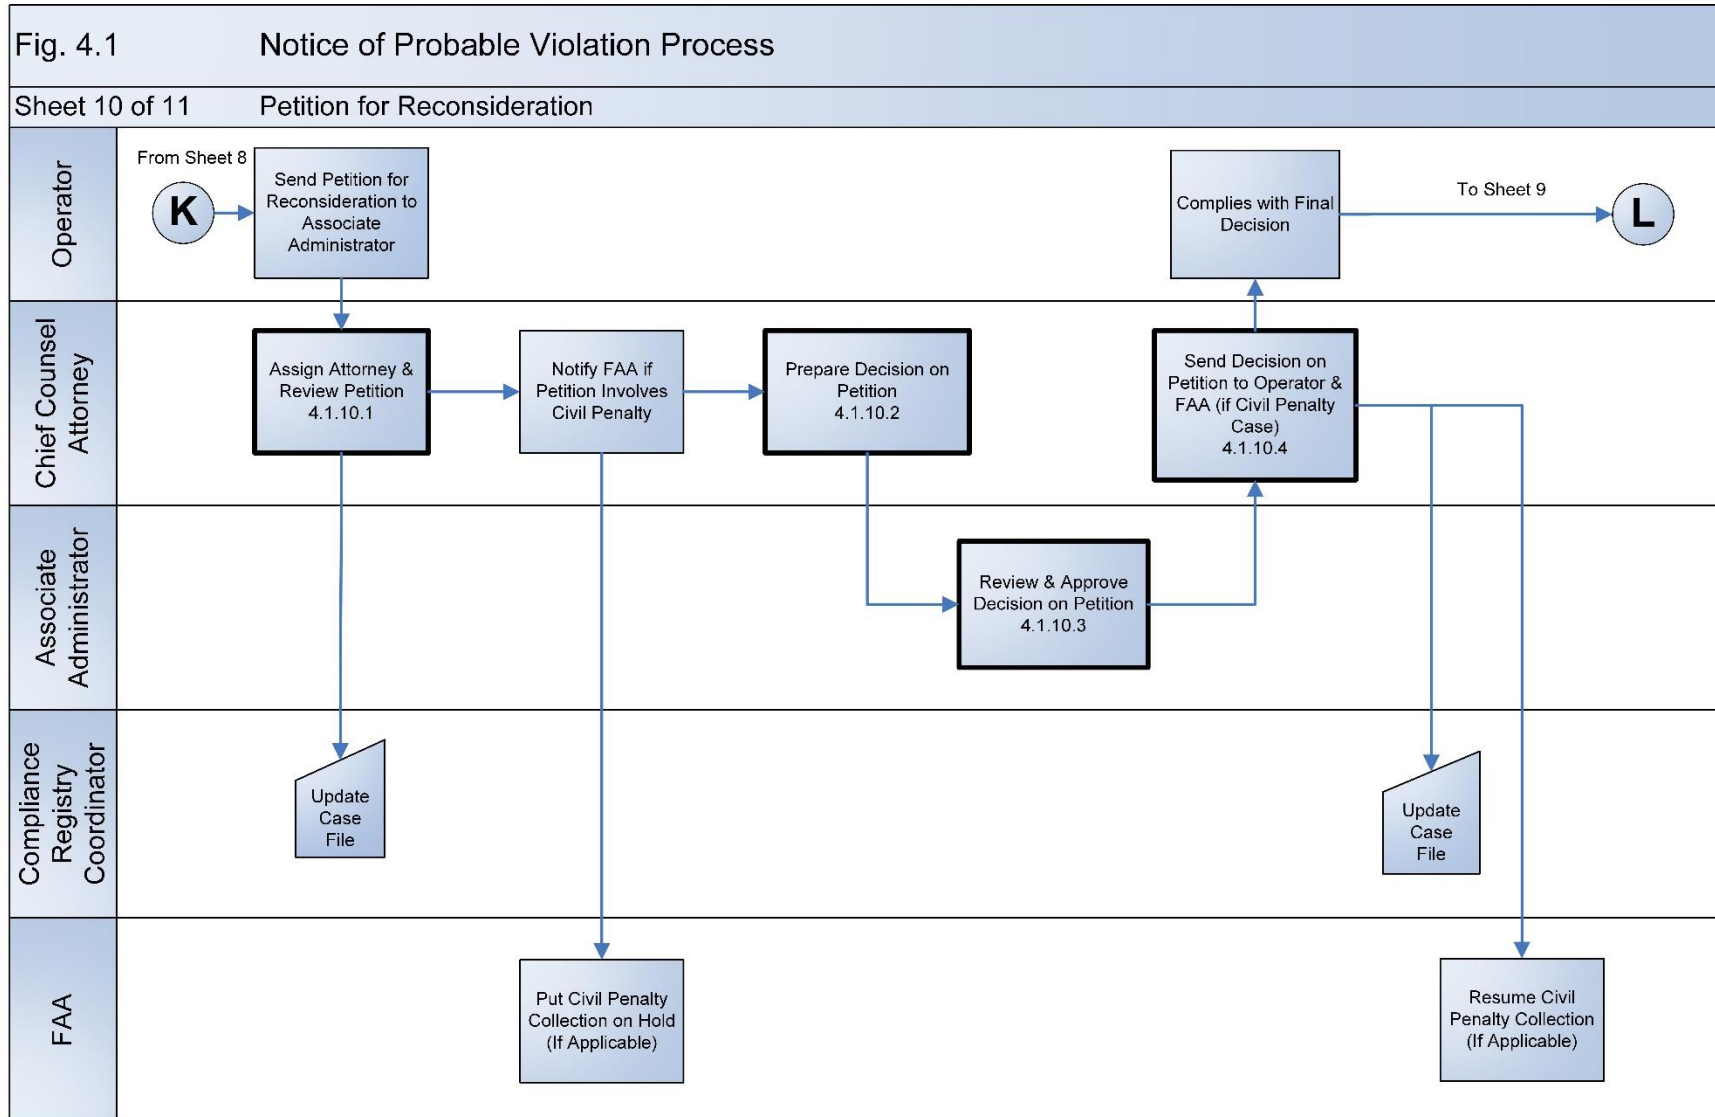 Fig. 4.1 Notice of Probable Violation Process
Sheet 10 of 11 Petition for Reconsideration
Operator
From Sheet 8
K
Send Petition for
Reconsideration to
Associate
Administrator
Complies with Final
Decision
To Sheet 9
L
Chief Counsel
Attorney
Assign Attorney &
Review Petition
4.1.10.1
Notify FAA if
Petition Involves
Civil Penalty
Prepare Decision on
Petition
4.1.10.2
Send Decision on
Petition to Operator &
FAA (if Civil Penalty
Case)
4.1.10.4
Associate
Administrator
Review & Approve
Decision on Petition
4.1.10.3
Compliance
Registry
Coordinator
Update
Case
File
Update
Case
File
FAA
Put Civil Penalty
Collection on Hold
(If Applicable)
Resume Civil
Penalty Collection
(If Applicable)